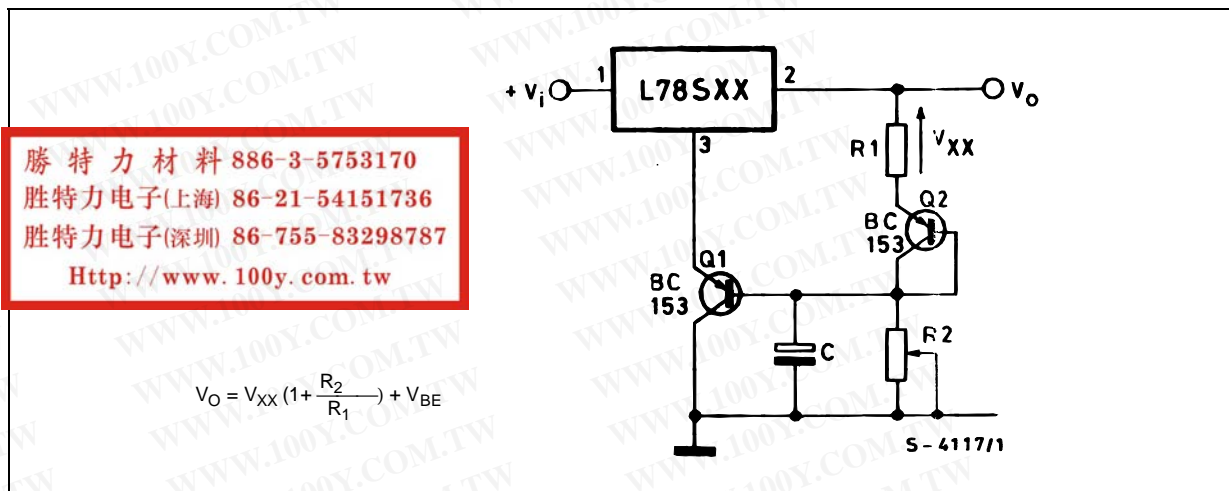 1
L78SXX
2
+ Vi
VO
3
R1
VXX
Q2
BC
153
Q1
BC
153
C
R2
S-4117/1
勝特力材料 886-3-5753170
胜特力电子(上海) 86-21-54151736
胜特力电子(深圳) 86-755-83298787
Http://www.100y.com.tw
VO = VXX (1+ R2/R1) + VBE
WWW.100Y.COM.TW